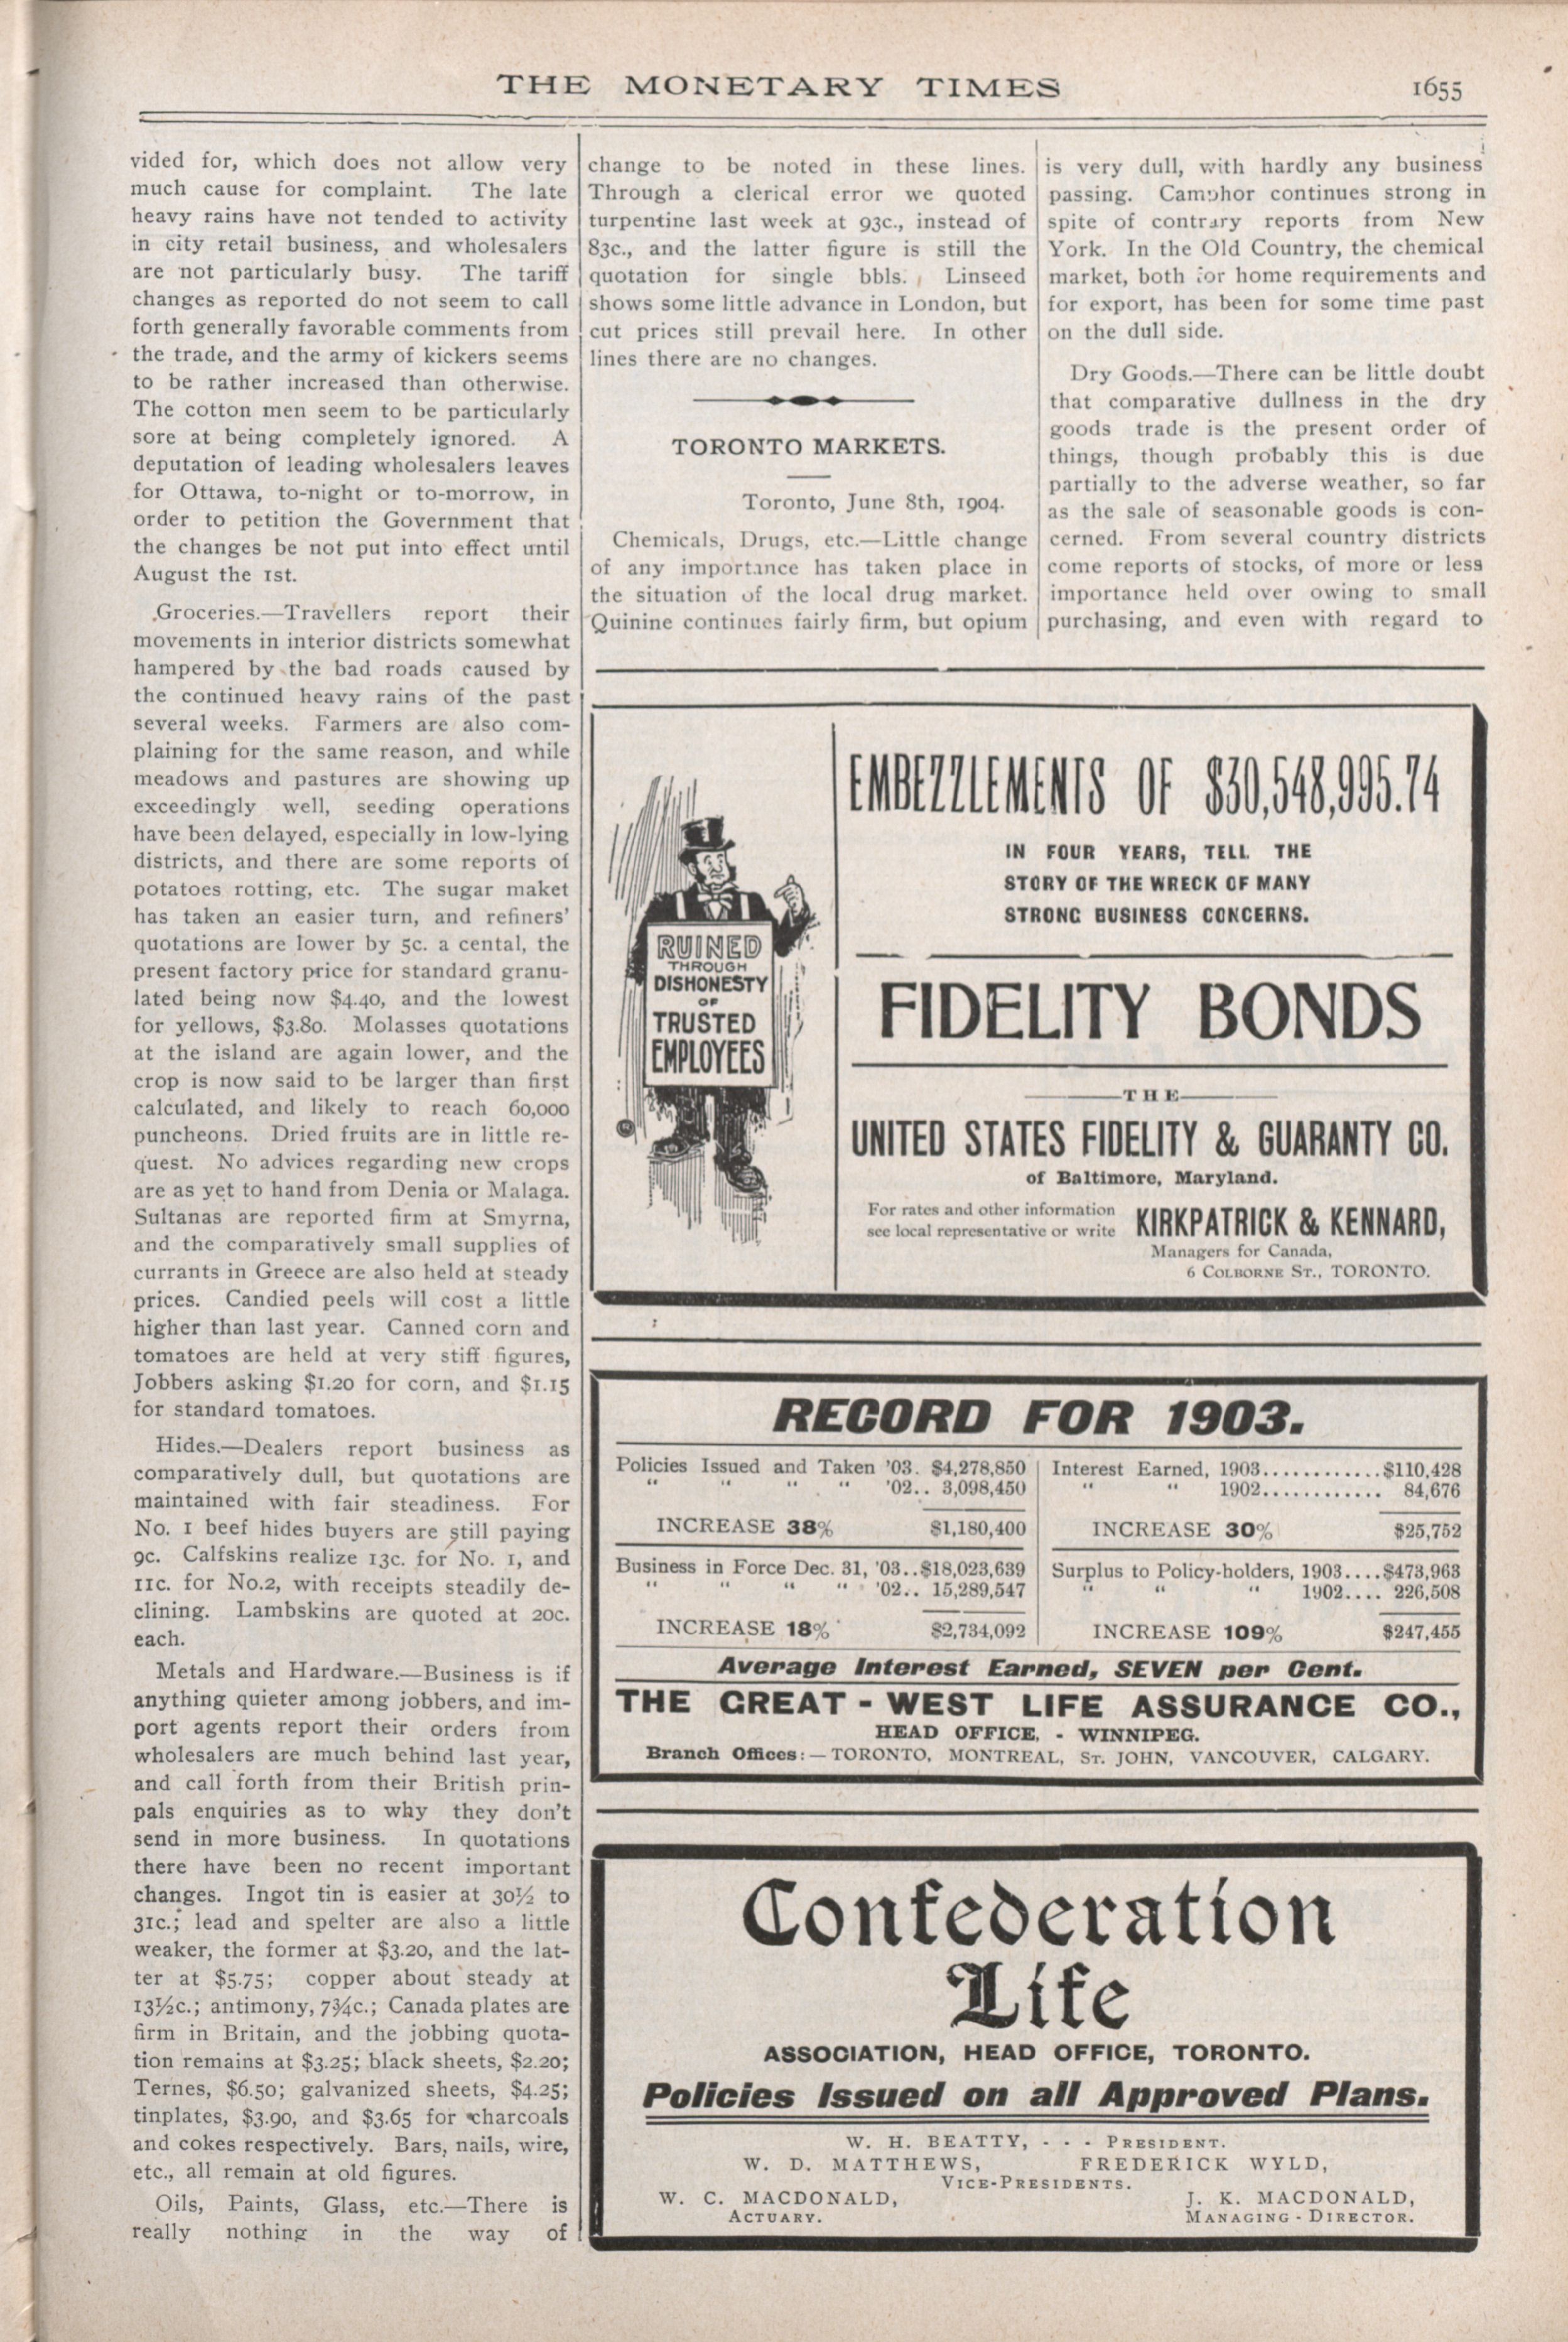 THE MONETARY TIMES
1655
vided for, which does not allow very
much cause for complaint. The late
heavy rains have not tended to activity
in city retail business, and wholesalers
are not particularly busy. The tariff
changes as reported do not seem to call
forth generally favorable comments from
the trade, and the army of kickers seems
to be rather increased than otherwise.
The cotton men seem to be particularly
sore at being completely ignored. A
deputation of leading wholesalers leaves
for Ottawa, to-night or to-morrow, in
order to petition the Government that
the changes be not put into effect until
August the 1st.
Groceries.—Travellers report their
movements in interior districts somewhat
hampered by the bad roads caused by
the continued heavy rains of the past
several weeks. Farmers are also com-
plaining for the same reason, and while
meadows and pastures are showing up
exceedingly well, seeding operations
have been delayed, especially in low-lying
districts, and there are some reports of
potatoes rotting, etc. The sugar maket
has taken an easier turn, and refiners'
quotations are lower by 5c. a cental, the
present factory price for standard granu-
lated being now $4.40, and the lowest
for yellows, $3.80. Molasses quotations
at the island are again lower, and the
crop is now said to be larger than first
calculated, and likely to reach 60,000
puncheons. Dried fruits are in little re-
quest. No advices regarding new crops
are as yet to hand from Denia or Malaga.
Sultanas are reported firm at Smyrna,
and the comparatively small supplies of
currants in Greece are also held at steady
prices. Candied peels will cost a little
higher than last year. Canned corn and
tomatoes are held at very stiff figures,
Jobbers asking $1.20 for corn, and $1.15
for standard tomatoes.
Hides.—Dealers report business as
comparatively dull, but quotations are
maintained with fair steadiness. For
No. 1 beef hides buyers are still paying
9c. Calfskins realize 13c. for No. 1, and
11c. for No.2, with receipts steadily de-
clining. Lambskins are quoted at 20c.
each.
Metals and Hardware.—Business is if
anything quieter among jobbers, and im-
port agents report their orders from
wholesalers are much behind last year,
and call forth from their British prin-
pals enquiries as to why they don't
send in more business. In quotations
there have been no recent important
changes. Ingot tin is easier at 30½ to
31c.; lead and spelter are also a little
weaker, the former at $3.20, and the lat-
ter at $5.75; copper about steady at
13½c.; antimony, 7¾c.; Canada plates are
firm in Britain, and the jobbing quota-
tion remains at $3.25; black sheets, $2.20;
Ternes, $6.50; galvanized sheets, $4.25;
tinplates, $3.90, and $3.65 for charcoals
and cokes respectively. Bars, nails, wire,
etc., all remain at old figures.
Oils, Paints, Glass, etc.—There is
really nothing in the way of
change to be noted in these lines.
Through a clerical error we quoted
turpentine last week at 93c., instead of
83c., and the latter figure is still the
quotation for single bbls. Linseed
shows some little advance in London, but
cut prices still prevail here. In other
lines there are no changes.
TORONTO MARKETS.
Toronto, June 8th, 1904.
Chemicals, Drugs, etc.—Little change
of any importance has taken place in
the situation of the local drug market.
Quinine continues fairly firm, but opium
is very dull, with hardly any business
passing. Camphor continues strong in
spite of contrary reports from New
York. In the Old Country, the chemical
market, both for home requirements and
for export, has been for some time past
on the dull side.
Dry Goods.—There can be little doubt
that comparative dullness in the dry
goods trade is the present order of
things, though probably this is due
partially to the adverse weather, so far
as the sale of seasonable goods is con-
cerned. From several country districts
come reports of stocks, of more or less
importance held over owing to small
purchasing, and even with regard to
RUINED
THROUGH
DISHONESTY
OF
TRUSTED
EMPLOYEES
EMBEZZLEMENTS OF $30,548,995.74
IN FOUR YEARS, TELL THE
STORY OF THE WRECK OF MANY
STRONG BUSINESS CONCERNS.
FIDELITY BONDS
THE
UNITED STATES FIDELITY & GUARANTY CO.
of Baltimore, Maryland.
For rates and other information
see local representative or write
KIRKPATRICK & KENNARD,
Managers for Canada,
6 COLBORNE ST., TORONTO.
RECORD FOR 1903.
Policies Issued and Taken '03. $4,278,850
" " " " '02.. 3,098,450
INCREASE 38% $1,180,400
Business in Force Dec. 31, '03..$18,023,639
" " " " '02.. 15,289,547
INCREASE 18% $2,734,092
Interest Earned, 1903............$110,428
" " 1902............ 84,676
INCREASE 30% $25,752
Surplus to Policy-holders, 1903....$473,963
" " " 1902.... 226,508
INCREASE 109% $247,455
Average Interest Earned, SEVEN per Cent.
THE GREAT-WEST LIFE ASSURANCE CO.,
HEAD OFFICE, - WINNIPEG.
Branch Offices:—TORONTO, MONTREAL, ST. JOHN, VANCOUVER, CALGARY.
Confederation
Life
ASSOCIATION, HEAD OFFICE, TORONTO.
Policies Issued on all Approved Plans.
W. H. BEATTY, - - - PRESIDENT.
W. D. MATTHEWS, FREDERICK WYLD,
VICE-PRESIDENTS.
W. C. MACDONALD, J. K. MACDONALD,
ACTUARY. MANAGING-DIRECTOR.